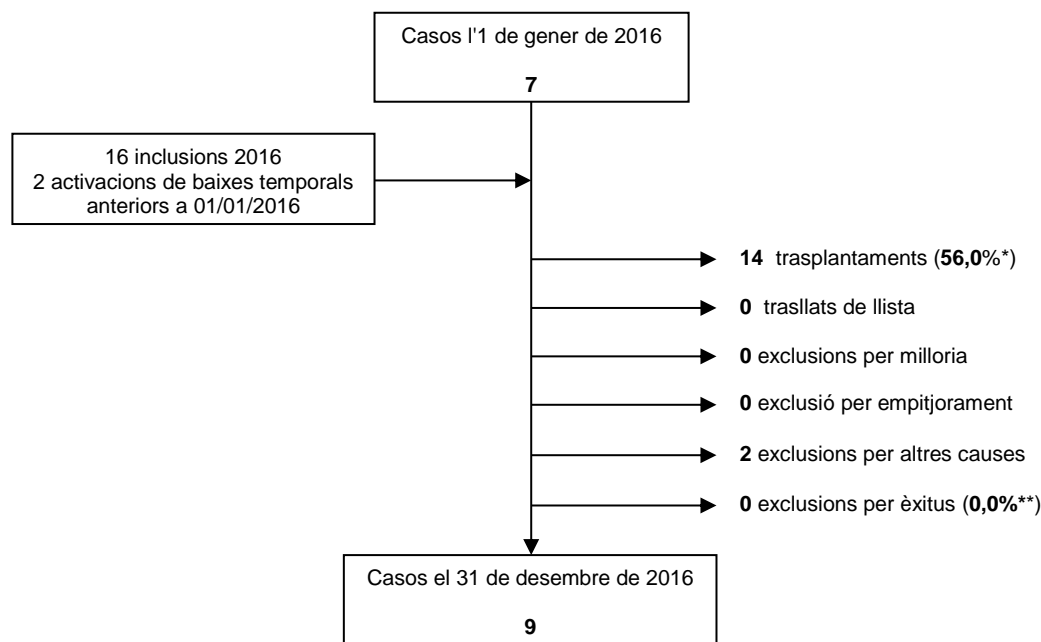 Casos l'1 de gener de 2016
7
16 inclusions 2016
2 activacions de baixes temporals
anteriors a 01/01/2016
14 trasplantaments (56,0%*)
0 trasllats de llista
0 exclusions per milloria
0 exclusió per empitjorament
2 exclusions per altres causes
0 exclusions per èxitus (0,0%**)
Casos el 31 de desembre de 2016
9